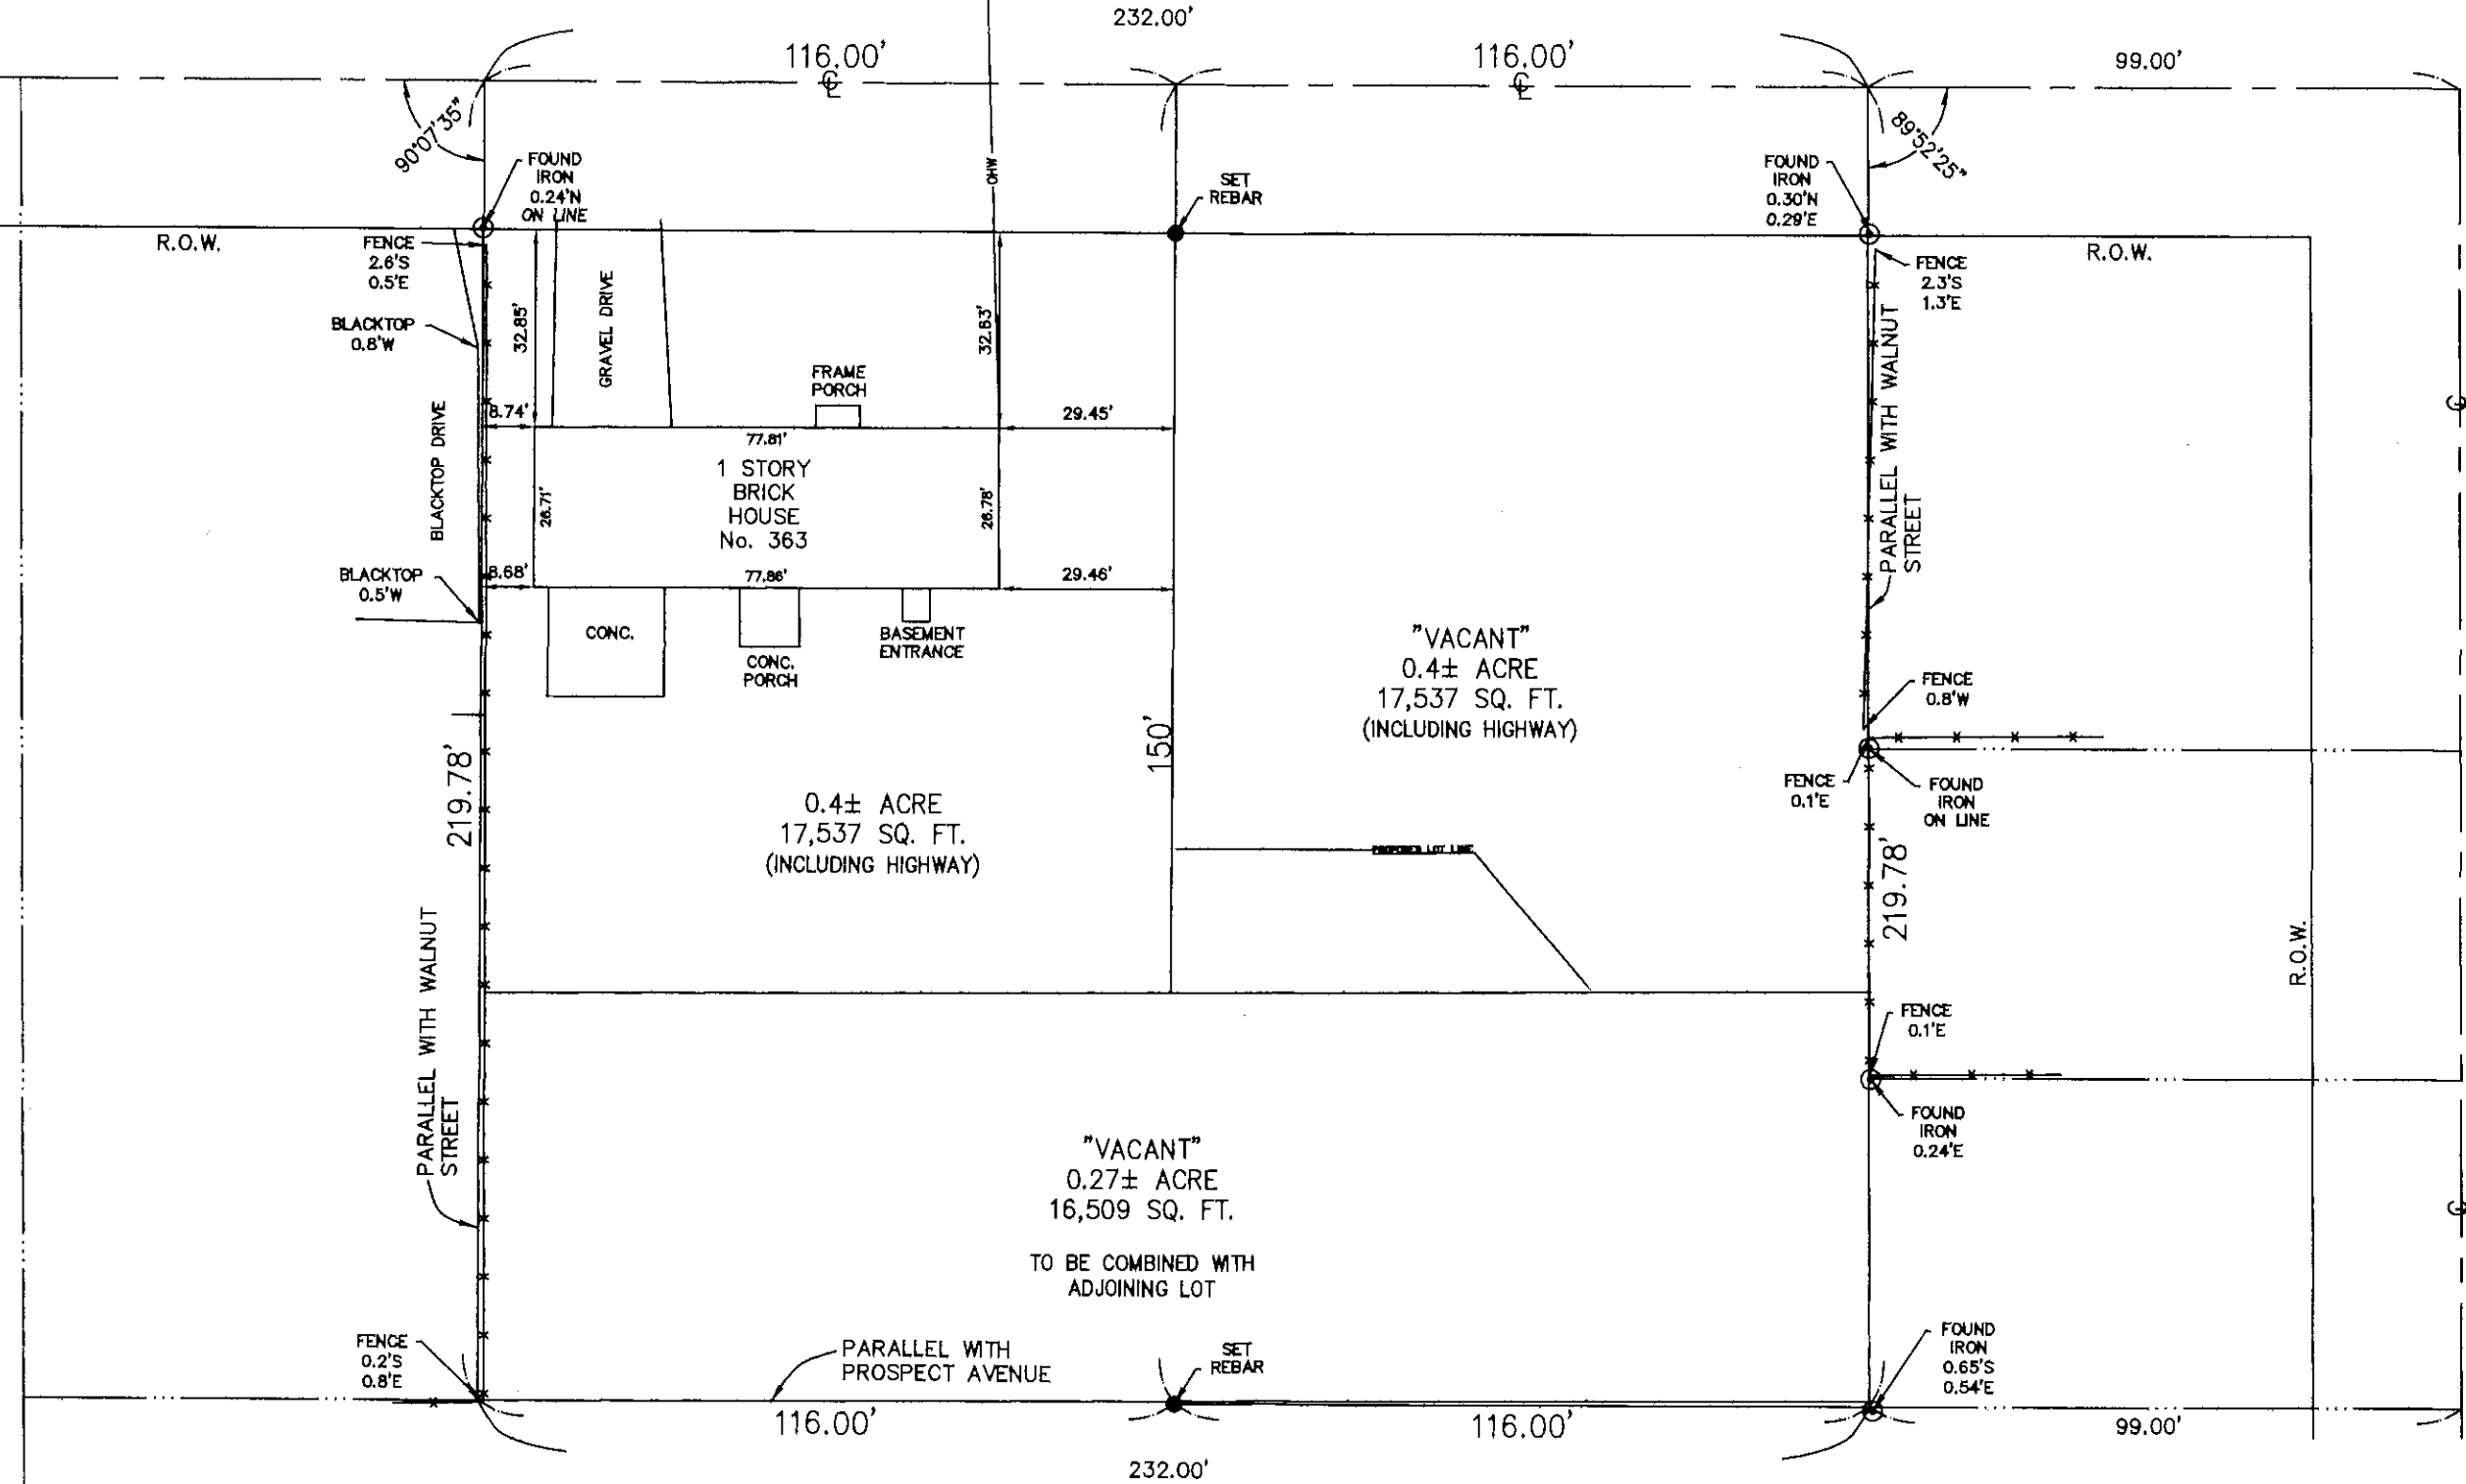 232.00'
116.00'
116.00'
99.00'
℄
℄
90°07'35"
89°52'25"
FOUND
IRON
0.24'N
ON LINE
OHW
SET
REBAR
FOUND
IRON
0.30'N
0.29'E
R.O.W.
R.O.W.
FENCE
2.6'S
0.5'E
FENCE
2.3'S
1.3'E
BLACKTOP
0.8'W
32.85'
GRAVEL DRIVE
32.63'
FRAME
PORCH
PARALLEL WITH WALNUT
STREET
℄
BLACKTOP DRIVE
8.74'
77.81'
29.45'
1 STORY
BRICK
HOUSE
No. 363
26.71'
26.78'
BLACKTOP
0.5'W
8.68'
77.86'
29.46'
CONC.
CONC.
PORCH
BASEMENT
ENTRANCE
"VACANT"
0.4± ACRE
17,537 SQ. FT.
(INCLUDING HIGHWAY)
FENCE
0.8'W
219.78'
150'
0.4± ACRE
17,537 SQ. FT.
(INCLUDING HIGHWAY)
FENCE
0.1'E
FOUND
IRON
ON LINE
PROPOSED LOT LINE
219.78'
R.O.W.
PARALLEL WITH WALNUT
STREET
FENCE
0.1'E
FOUND
IRON
0.24'E
"VACANT"
0.27± ACRE
16,509 SQ. FT.
TO BE COMBINED WITH
ADJOINING LOT
℄
FENCE
0.2'S
0.8'E
PARALLEL WITH
PROSPECT AVENUE
SET
REBAR
FOUND
IRON
0.65'S
0.54'E
116.00'
116.00'
99.00'
232.00'